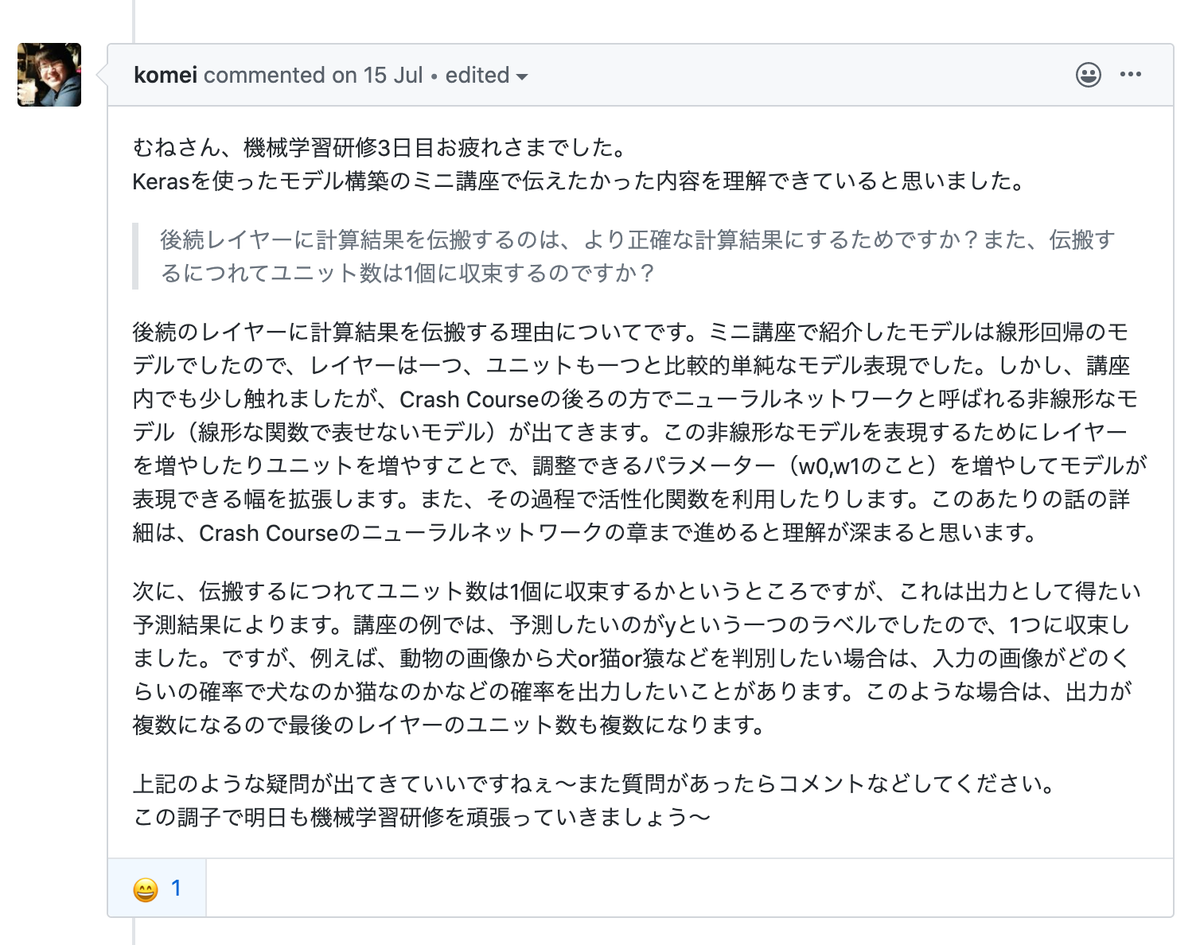 komei commented on 15 Jul • edited
むねさん、機械学習研修3日目お疲れさまでした。
Kerasを使ったモデル構築のミニ講座で伝えたかった内容を理解できていると思いました。
後続レイヤーに計算結果を伝搬するのは、より正確な計算結果にするためですか？また、伝搬す
るにつれてユニット数は1個に収束するのですか？
後続のレイヤーに計算結果を伝搬する理由についてです。ミニ講座で紹介したモデルは線形回帰のモ
デルでしたので、レイヤーは一つ、ユニットも一つと比較的単純なモデル表現でした。しかし、講座
内でも少し触れましたが、Crash Courseの後ろの方でニューラルネットワークと呼ばれる非線形なモ
デル（線形な関数で表せないモデル）が出てきます。この非線形なモデルを表現するためにレイヤー
を増やしたりユニットを増やすことで、調整できるパラメーター（w0,w1のこと）を増やしてモデルが
表現できる幅を拡張します。また、その過程で活性化関数を利用したりします。このあたりの話の詳
細は、Crash Courseのニューラルネットワークの章まで進めると理解が深まると思います。
次に、伝搬するにつれてユニット数は1個に収束するかというところですが、これは出力として得たい
予測結果によります。講座の例では、予測したいのがyという一つのラベルでしたので、1つに収束し
ました。ですが、例えば、動物の画像から犬or猫or猿などを判別したい場合は、入力の画像がどのく
らいの確率で犬なのか猫なのかなどの確率を出力したいことがあります。このような場合は、出力が
複数になるので最後のレイヤーのユニット数も複数になります。
上記のような疑問が出てきていいですねぇ〜また質問があったらコメントなどしてください。
この調子で明日も機械学習研修を頑張っていきましょう〜
1